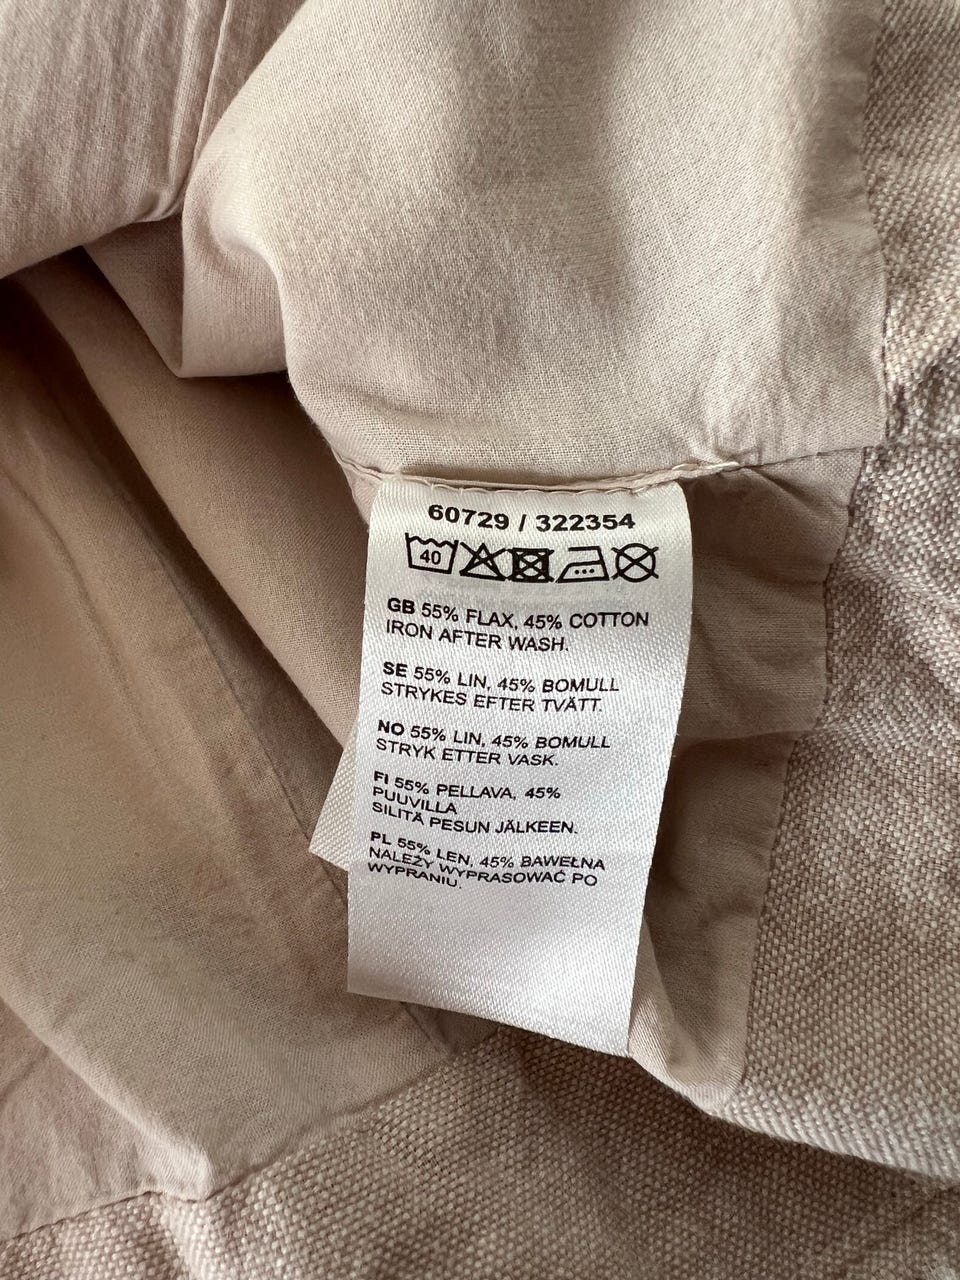 60729 / 322354
40
GB 55% FLAX, 45% COTTON
IRON AFTER WASH.
SE 55% LIN, 45% BOMULL
STRYKES EFTER TVÄTT.
NO 55% LIN, 45% BOMULL
STRYK ETTER VASK.
FI 55% PELLAVA, 45%
PUUVILLA
SILITÄ PESUN JÄLKEEN.
PL 55% LEN, 45% BAWEŁNA
NALEŻY WYPRASOWAĆ PO
WYPRANIU.